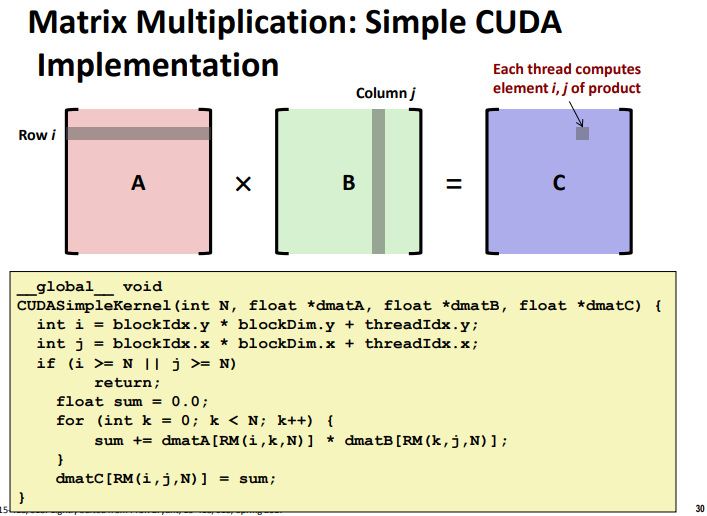 Matrix Multiplication: Simple CUDA
Implementation
Each thread computes
element i, j of product
Column j
Row i
A
×
B
=
C
__global__ void
CUDASimpleKernel(int N, float *dmatA, float *dmatB, float *dmatC) {
int i = blockIdx.y * blockDim.y + threadIdx.y;
int j = blockIdx.x * blockDim.x + threadIdx.x;
if (i >= N || j >= N)
return;
float sum = 0.0;
for (int k = 0; k < N; k++) {
sum += dmatA[RM(i,k,N)] * dmatB[RM(k,j,N)];
}
dmatC[RM(i,j,N)] = sum;
}
30